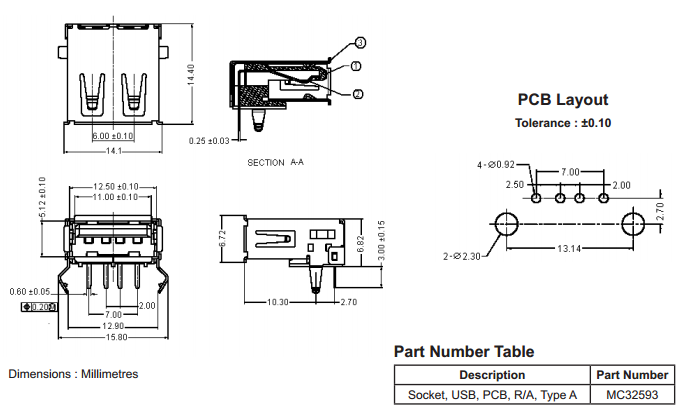 14.40
6.00 ±0.10
14.1
3
1
2
0.25 ±0.03
SECTION A-A
PCB Layout
Tolerance : ±0.10
4-Ø0.92
7.00
2.50
2.00
2.70
2-Ø2.30
13.14
12.50 ±0.10
11.00 ±0.10
5.12 ±0.10
0.60 ±0.05
0.20
2.00
7.00
12.90
15.80
6.72
6.82
3.00 ±0.15
10.30
2.70
Dimensions : Millimetres
Part Number Table
Description Part Number
Socket, USB, PCB, R/A, Type A MC32593